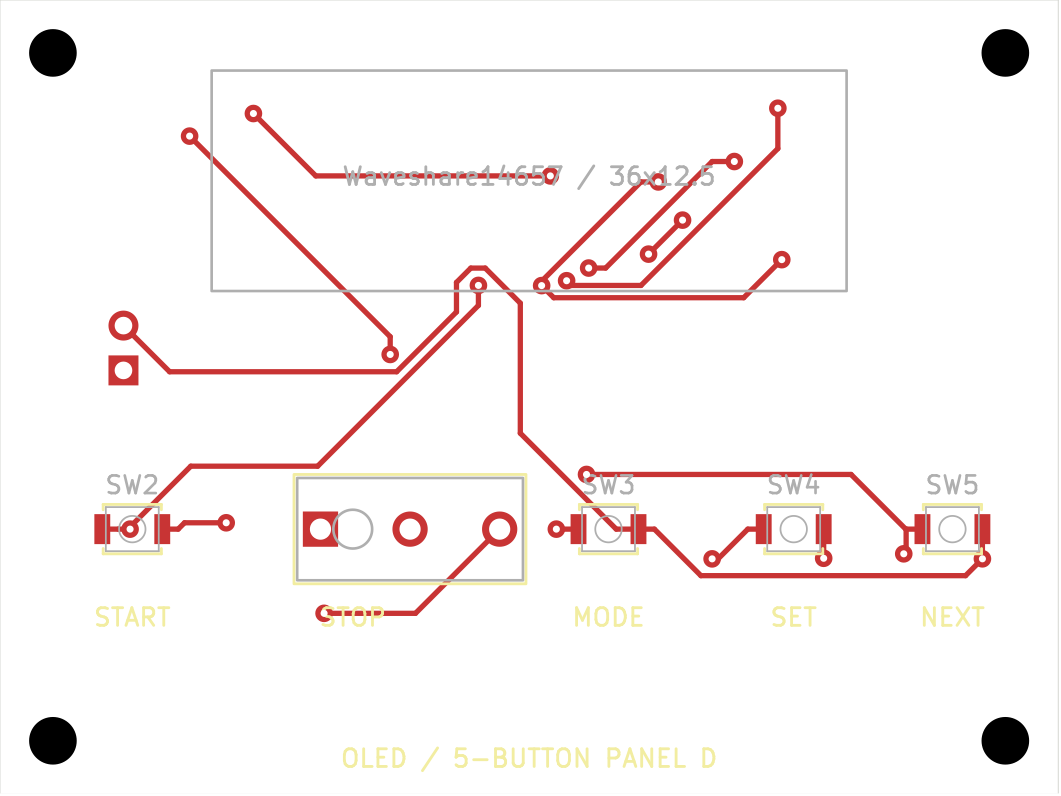 Waveshare14657 / 36x12.5
SW2
SW3
SW4
SW5
START
STOP
MODE
SET
NEXT
OLED / 5-BUTTON PANEL D